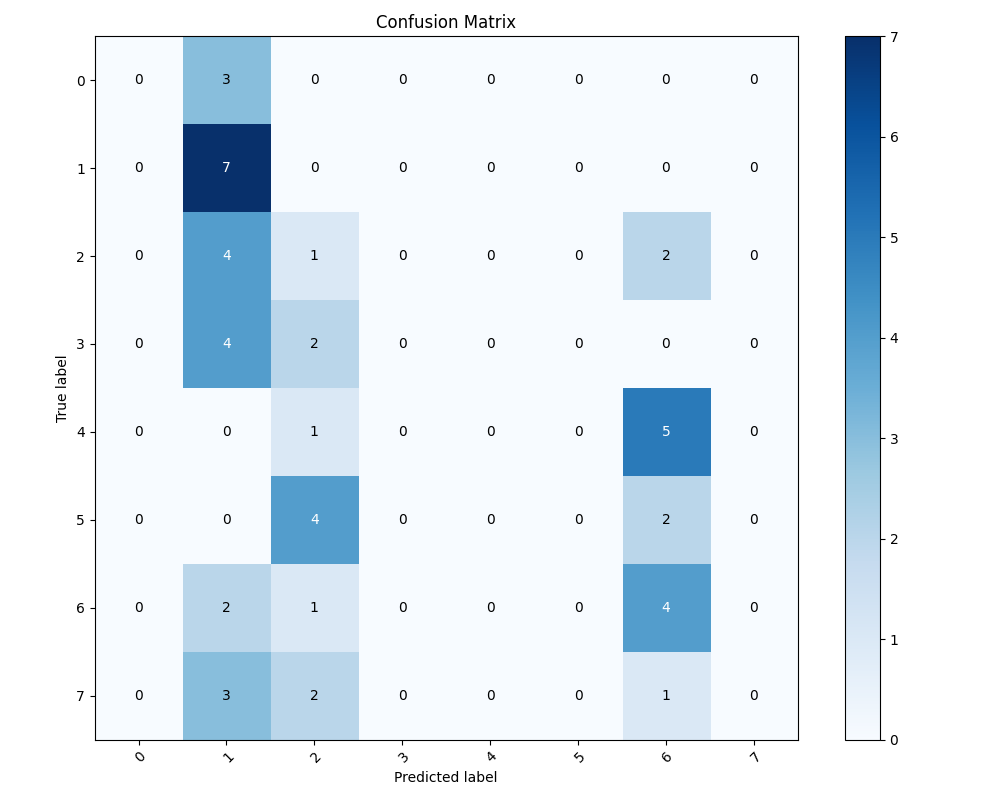 Confusion Matrix
0 0 3 0 0 0 0 0 0
1 0 7 0 0 0 0 0 0
2 0 4 1 0 0 0 2 0
3 0 4 2 0 0 0 0 0
4 0 0 1 0 0 0 5 0
5 0 0 4 0 0 0 2 0
6 0 2 1 0 0 0 4 0
7 0 3 2 0 0 0 1 0
0 1 2 3 4 5 6 7
True label
Predicted label
7
6
5
4
3
2
1
0